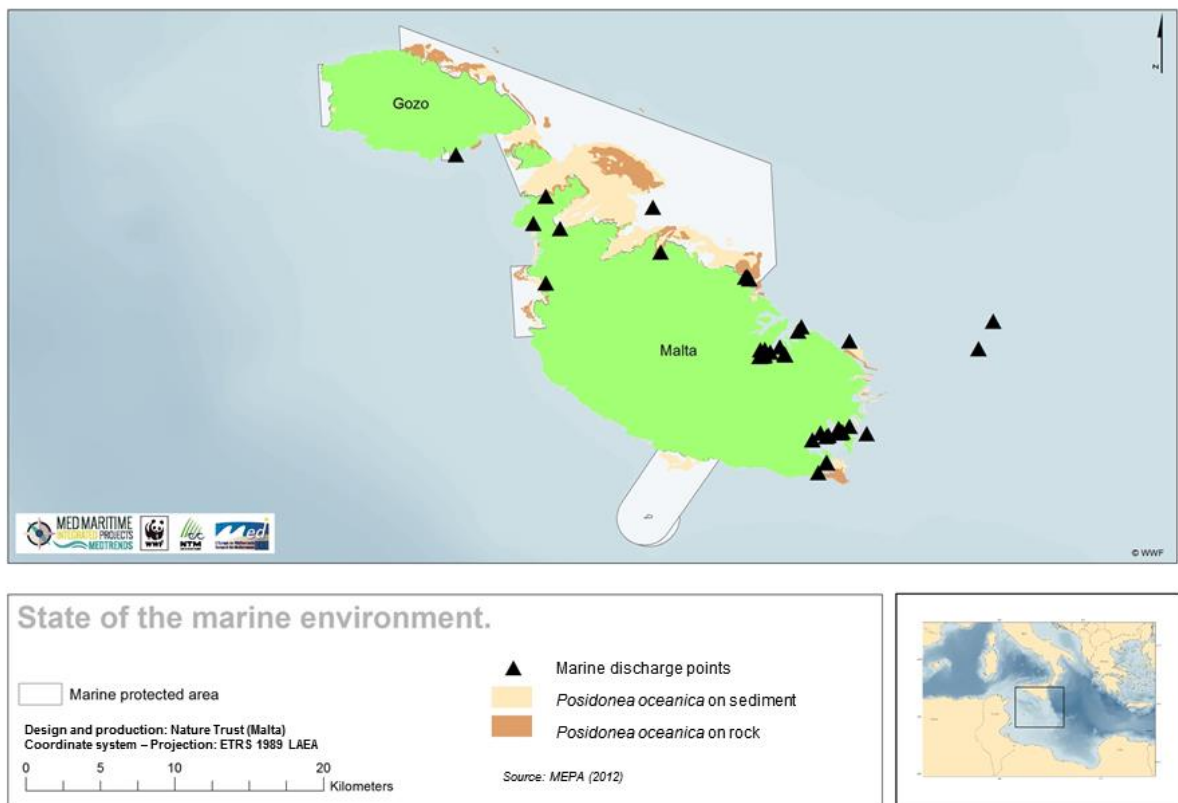 N
Gozo
Malta
MED MARITIME
INTEGRATED PROJECTS
MEDTRENDS
WWF
NTM
Med
© WWF
State of the marine environment.
Marine protected area
Design and production: Nature Trust (Malta)
Coordinate system – Projection: ETRS 1989 LAEA
0 5 10 20
Kilometers
Marine discharge points
Posidonea oceanica on sediment
Posidonea oceanica on rock
Source: MEPA (2012)